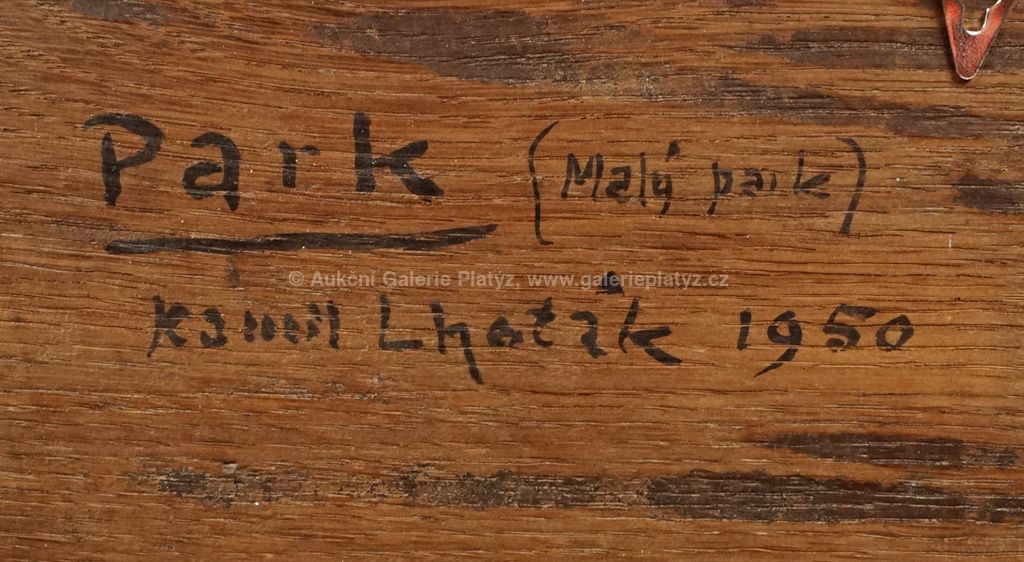 Park (Malý park)
© Aukční Galerie Platýz, www.galerieplatyz.cz
Kamil Lhoták 1950